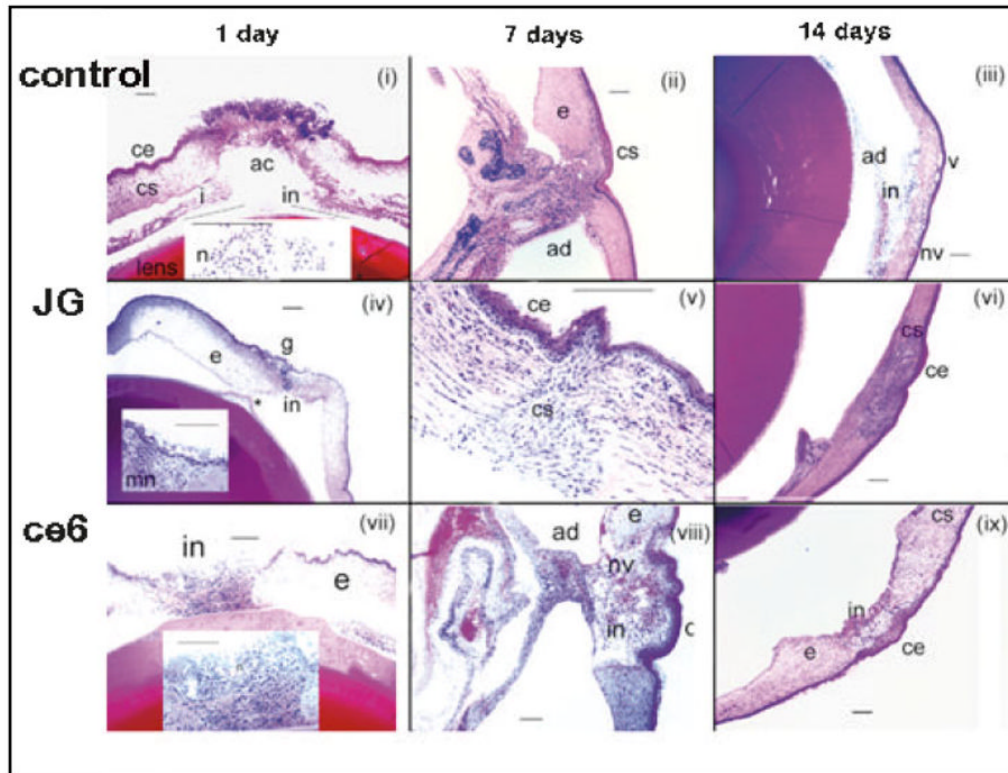 1 day 7 days 14 days
control
(i) (ii) (iii)
ce ac cs i in n lens
e cs ad
ad in v nv
JG
(iv) (v) (vi)
g e in * mn
ce cs
cs ce
ce6
(vii) (viii) (ix)
in e n
ad e nv in c
cs in e ce